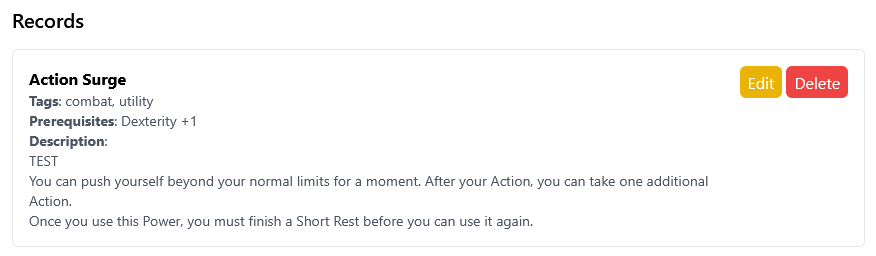 Records
Action Surge
Edit
Delete
Tags: combat, utility
Prerequisites: Dexterity +1
Description:
TEST
You can push yourself beyond your normal limits for a moment. After your Action, you can take one additional
Action.
Once you use this Power, you must finish a Short Rest before you can use it again.